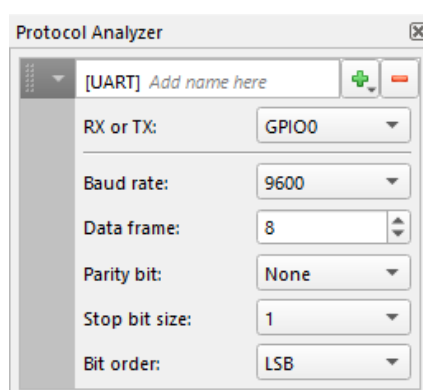 Protocol Analyzer
[UART] Add name here
RX or TX: GPIO0
Baud rate: 9600
Data frame: 8
Parity bit: None
Stop bit size: 1
Bit order: LSB